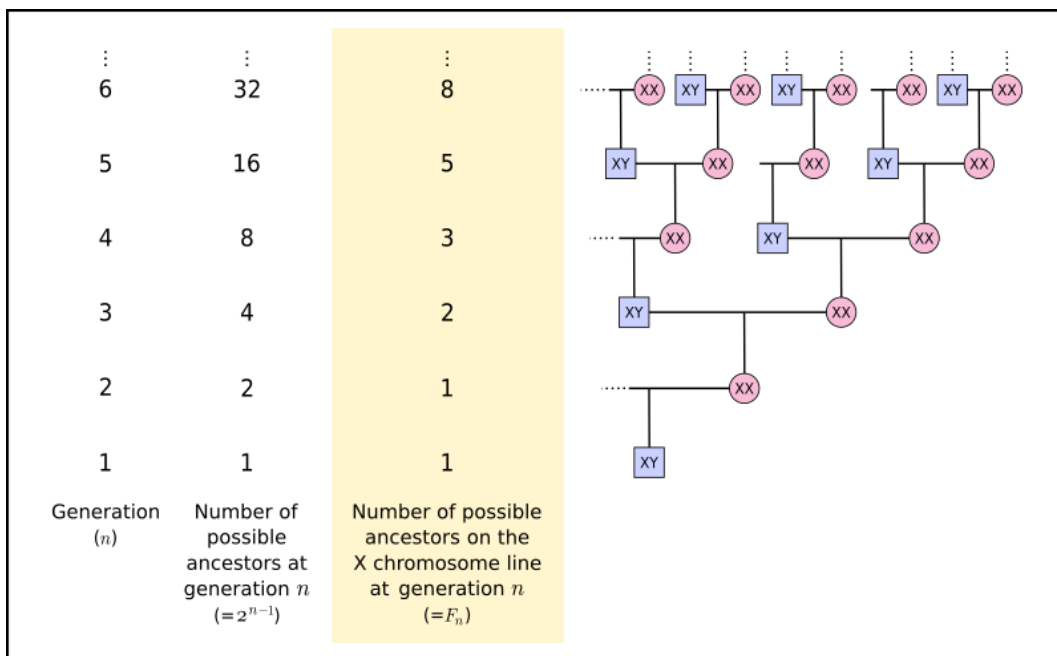 ⋮ ⋮ ⋮ ⋮ ⋮ ⋮ ⋮ ⋮ ⋮ ⋮ ⋮
6 32 8 XX XY XX XY XX XX XY XX
5 16 5 XY XX XX XY XX
4 8 3 XX XY XX
3 4 2 XY XX
2 2 1 XX
1 1 1 XY
Generation
(n)
Number of
possible
ancestors at
generation n
(=2^{n−1})
Number of possible
ancestors on the
X chromosome line
at generation n
(=F_n)